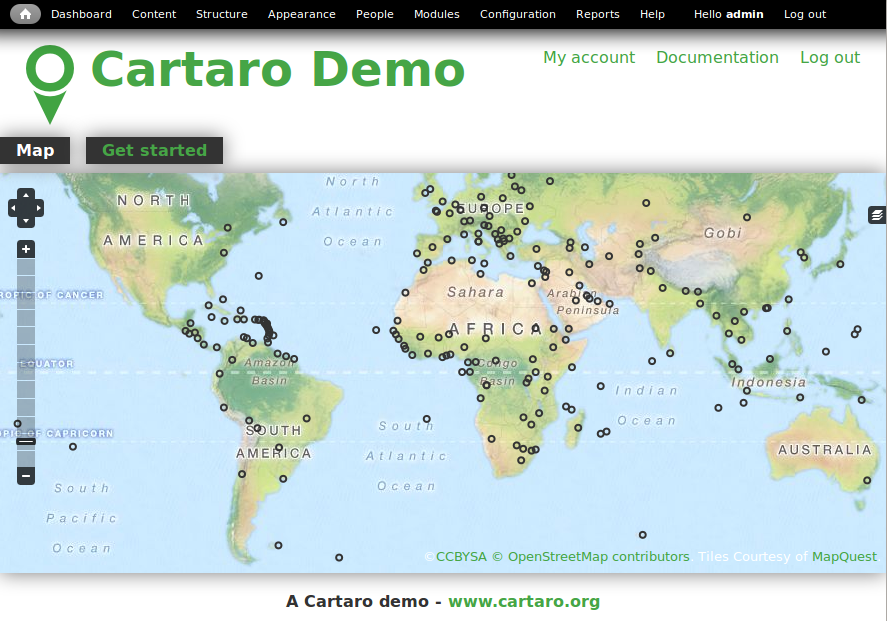 Dashboard Content Structure Appearance People Modules Configuration Reports Help Hello admin Log out
Cartaro Demo
My account Documentation Log out
Map Get started
North
Atlantic
Ocean
NORTH
AMERICA
EUROPE
Gobi
TROPIC OF CANCER
Sahara
Arabian
Peninsula
AFRICA
EQUATOR
Amazon
Basin
Congo
Basin
Indian
Ocean
Indonesia
TROPIC OF CAPRICORN
SOUTH
AMERICA
South
Atlantic
Ocean
AUSTRALIA
South
Pacific
Ocean
©CCBYSA © OpenStreetMap contributors Tiles Courtesy of MapQuest
A Cartaro demo - www.cartaro.org